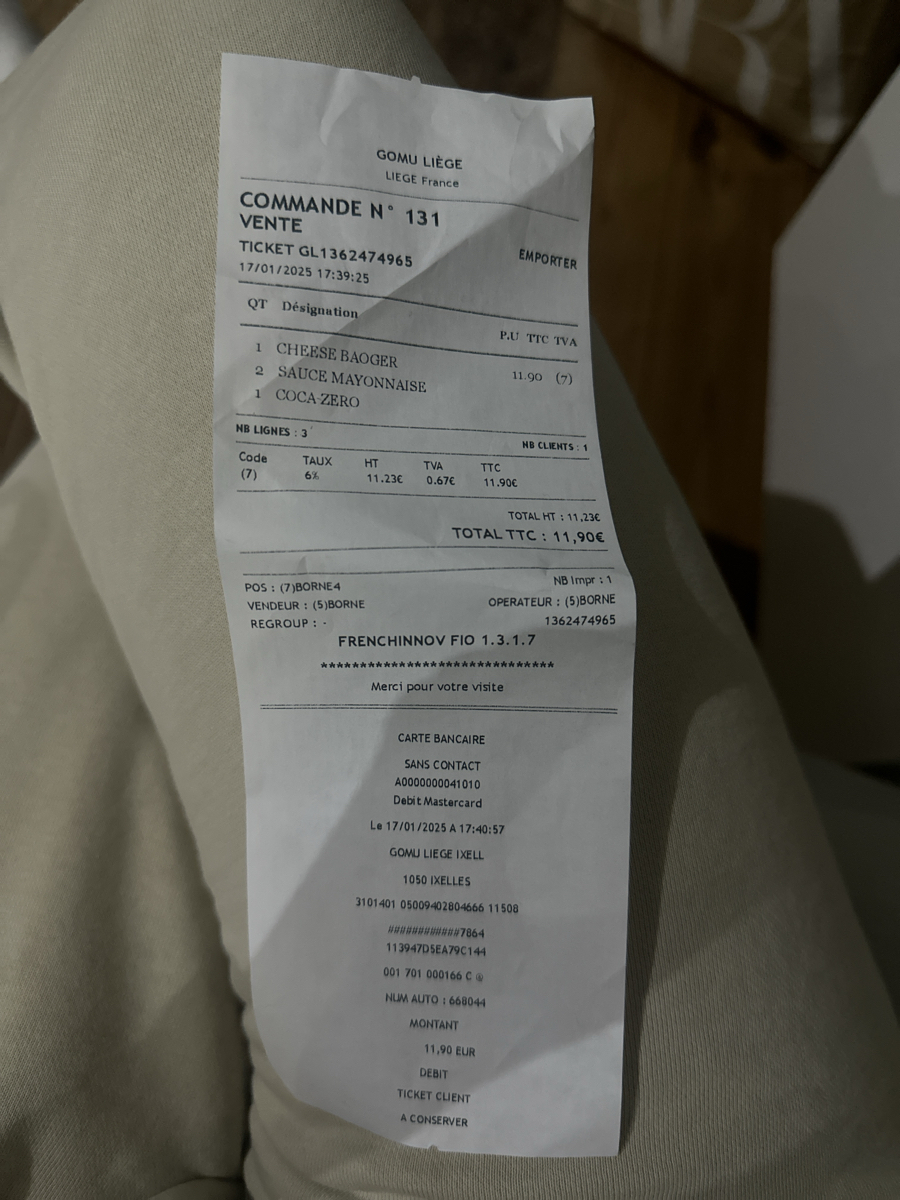 GOMU LIÈGE
LIEGE France
COMMANDE N° 131
VENTE
EMPORTER
TICKET GL1362474965
17/01/2025 17:39:25
QT Désignation P.U TTC TVA
1 CHEESE BAOGER 11.90 (7)
2 SAUCE MAYONNAISE
1 COCA-ZERO
NB LIGNES : 3 NB CLIENTS : 1
Code TAUX HT TVA TTC
(7) 6% 11.23€ 0.67€ 11.90€
TOTAL HT : 11,23€
TOTAL TTC : 11,90€
POS : (7)BORNE4 NB Impr : 1
VENDEUR : (5)BORNE OPERATEUR : (5)BORNE
REGROUP : - 1362474965
FRENCHINNOV FIO 1.3.1.7
******************************
Merci pour votre visite
CARTE BANCAIRE
SANS CONTACT
A0000000041010
Debit Mastercard
Le 17/01/2025 A 17:40:57
GOMU LIEGE IXELL
1050 IXELLES
3101401 05009402804666 11508
############7864
113947D5EA79C144
001 701 000166 C @
NUM AUTO : 668044
MONTANT
11,90 EUR
DEBIT
TICKET CLIENT
A CONSERVER